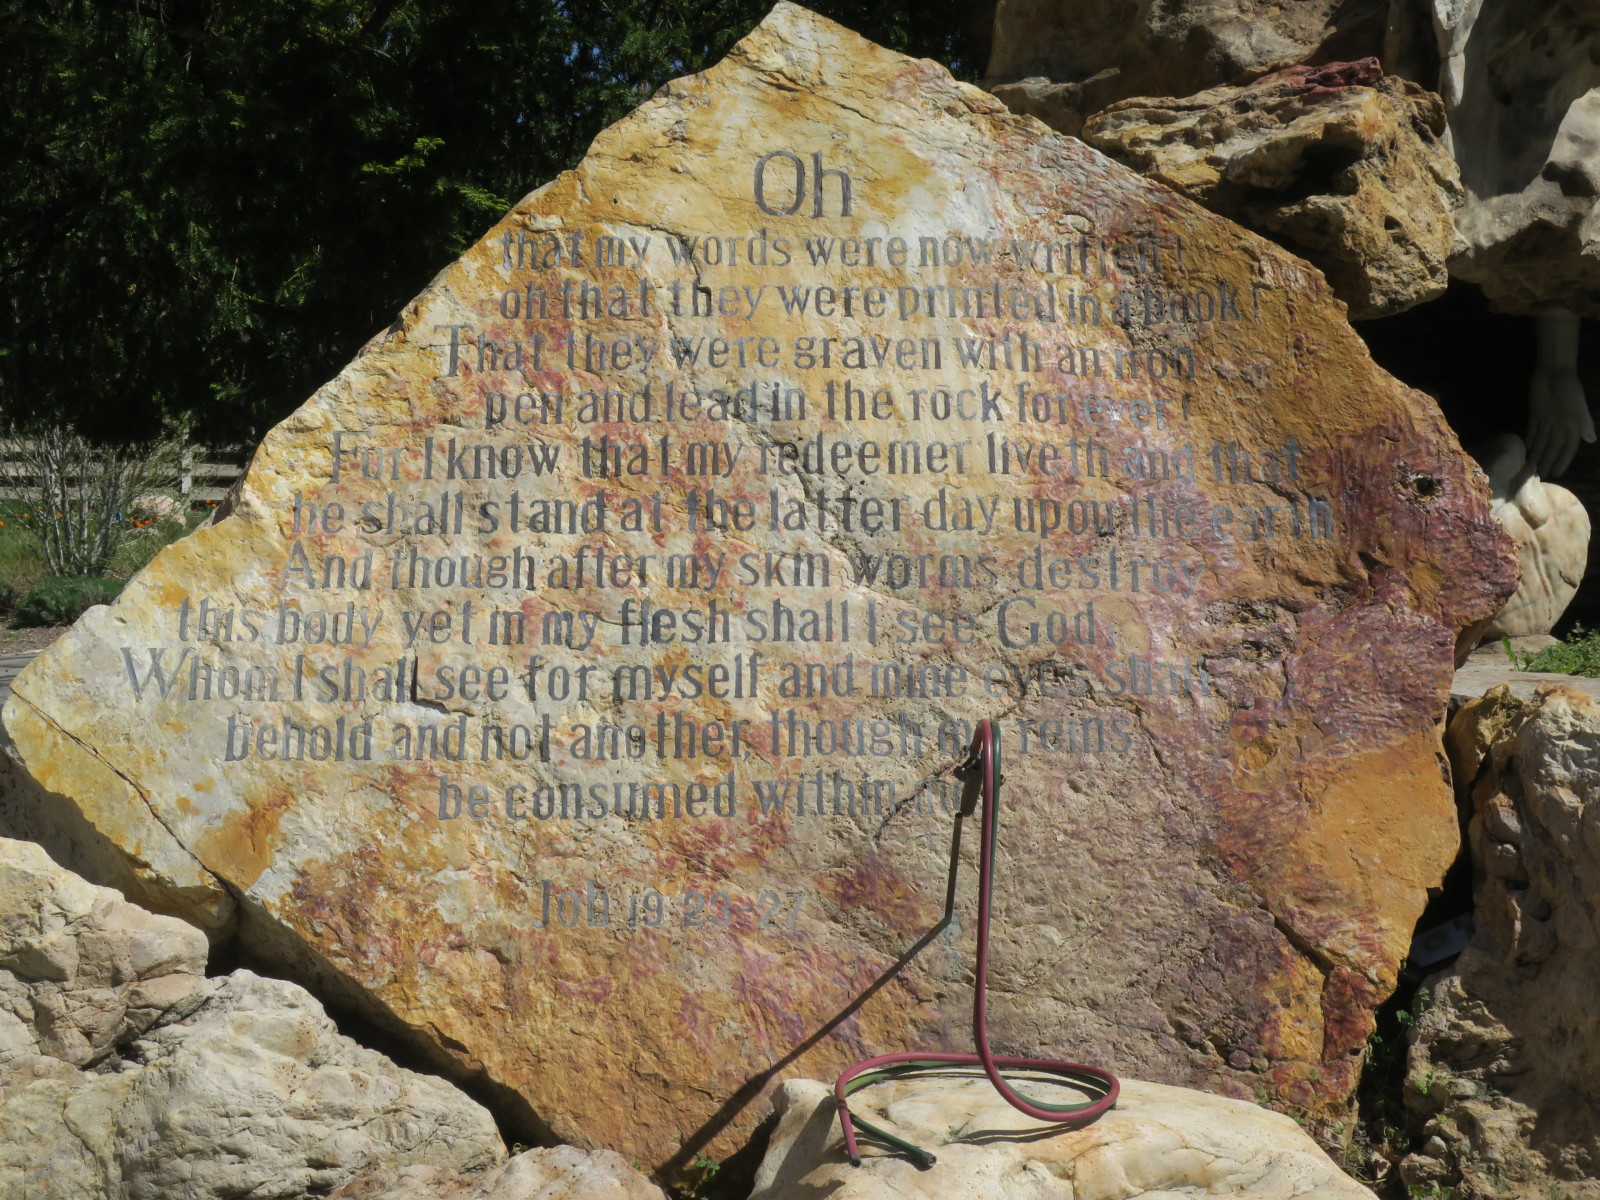 Oh
that my words were now written!
oh that they were printed in a book!
That they were graven with an iron
pen and lead in the rock for ever!
For I know that my redeemer liveth and that
he shall stand at the latter day upon the earth
And though after my skin worms destroy
this body yet in my flesh shall I see God,
Whom I shall see for myself and mine eyes shall
behold and not another, though my reins
be consumed within
Job 19 23-27